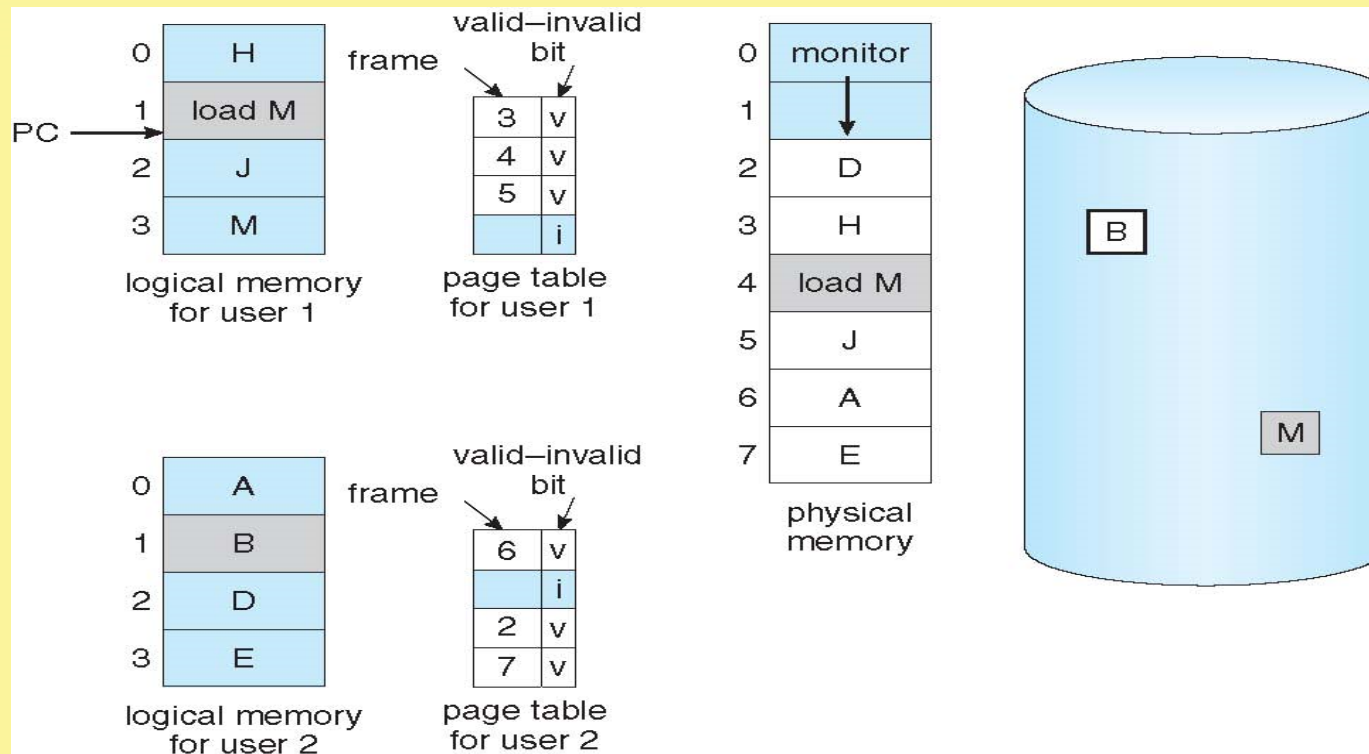 valid–invalid
bit
frame
0 H
1 load M
PC
2 J
3 M
3 v
4 v
5 v
i
logical memory
for user 1
page table
for user 1
0 monitor
1
2 D
3 H
4 load M
5 J
6 A
7 E
physical
memory
B
M
valid–invalid
bit
frame
0 A
1 B
2 D
3 E
6 v
i
2 v
7 v
logical memory
for user 2
page table
for user 2